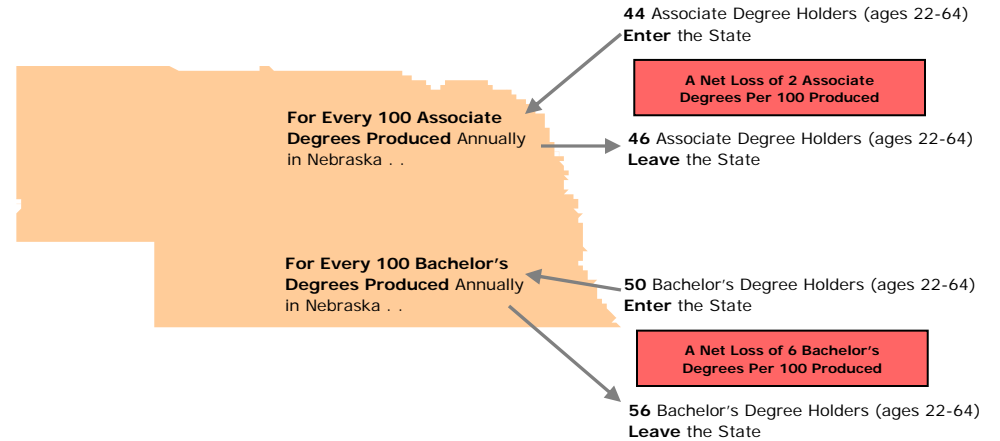 44 Associate Degree Holders (ages 22-64)
Enter the State
A Net Loss of 2 Associate
Degrees Per 100 Produced
For Every 100 Associate
Degrees Produced Annually
in Nebraska . .
46 Associate Degree Holders (ages 22-64)
Leave the State
For Every 100 Bachelor's
Degrees Produced Annually
in Nebraska . .
50 Bachelor's Degree Holders (ages 22-64)
Enter the State
A Net Loss of 6 Bachelor's
Degrees Per 100 Produced
56 Bachelor's Degree Holders (ages 22-64)
Leave the State